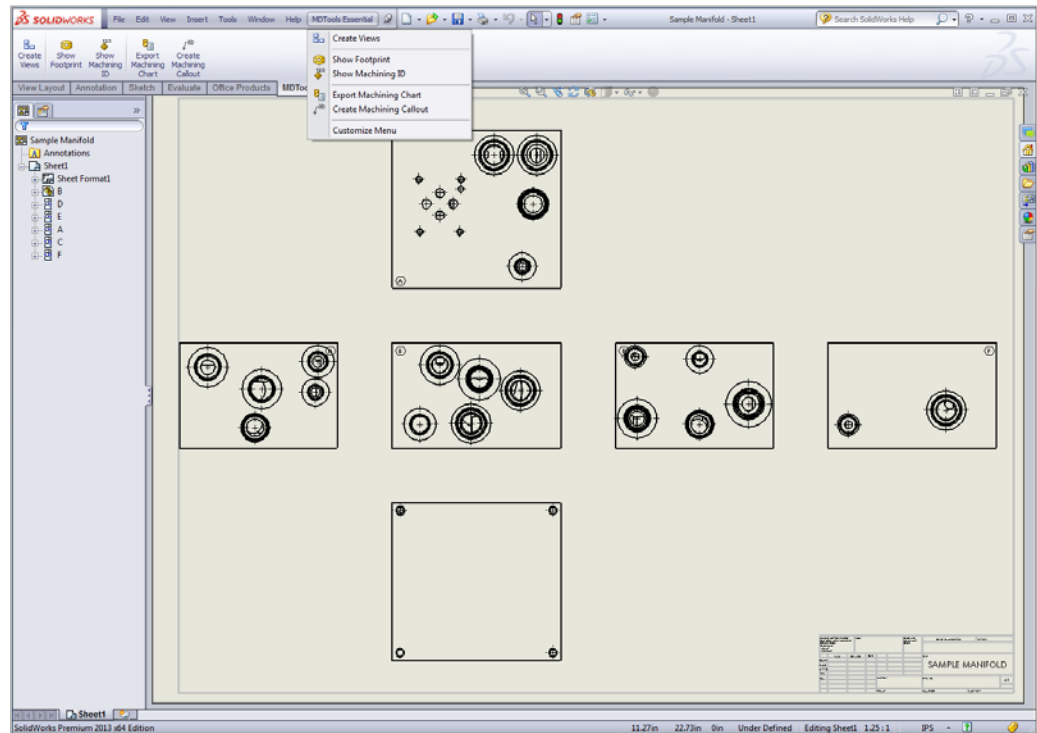 SOLIDWORKS File Edit View Insert Tools Window Help MDTools Essential Sample Manifold - Sheet1 Search SolidWorks Help
Create Views
Show Footprint
Show Machining ID
Export Machining Chart
Create Machining Callout
Create Views
Show Footprint
Show Machining ID
Export Machining Chart
Create Machining Callout
Customize Menu
View Layout Annotation Sketch Evaluate Office Products MDToo
Sample Manifold
Annotations
Sheet1
Sheet Format1
B
D
E
A
C
F
A
B
F
SAMPLE MANIFOLD
Sheet1
SolidWorks Premium 2013 x64 Edition 11.27in 22.73in 0in Under Defined Editing Sheet1 1.25 : 1 IPS